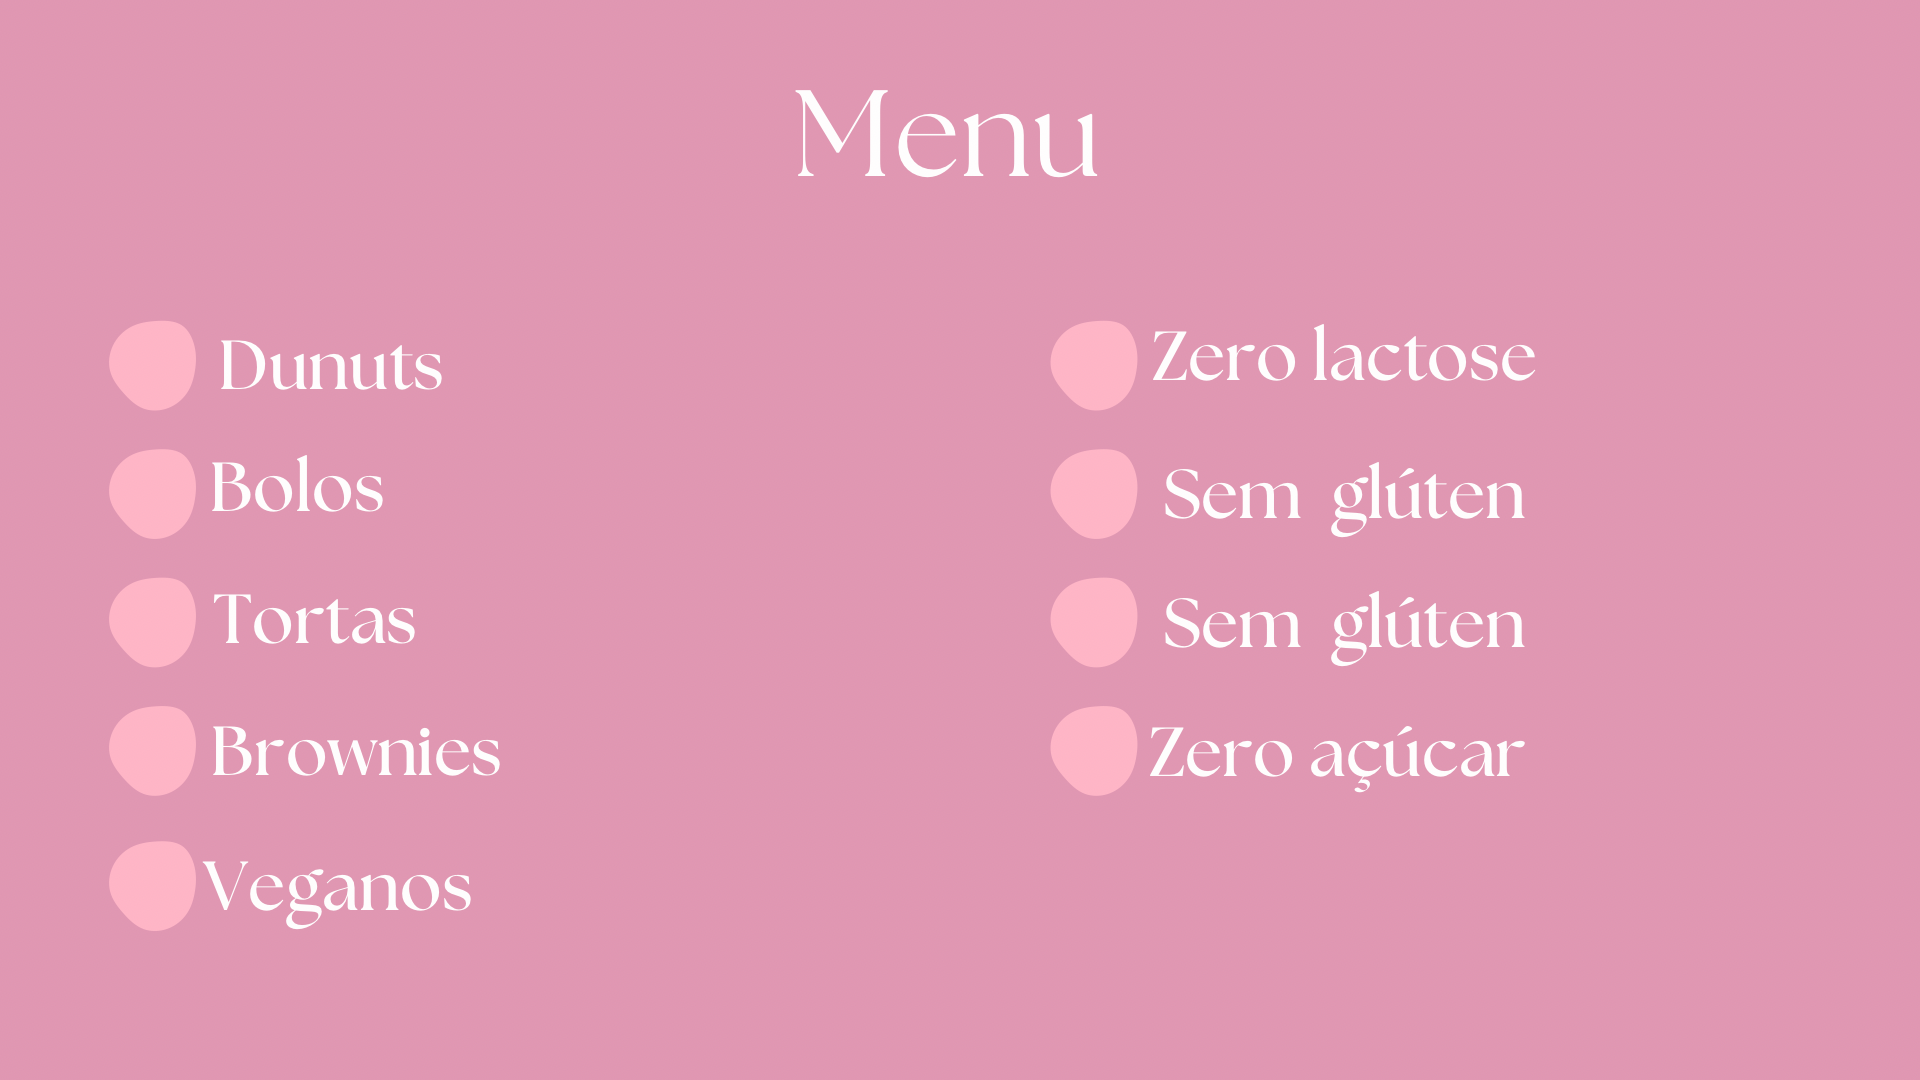 Menu
Dunuts
Bolos
Tortas
Brownies
Veganos
Zero lactose
Sem  glúten
Sem  glúten
Zero açúcar